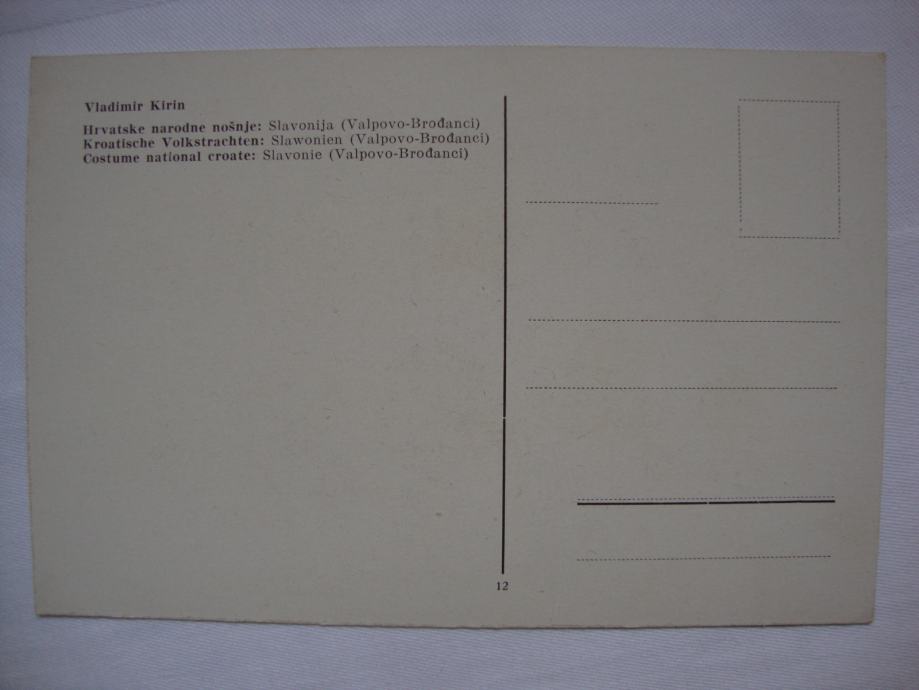 Vladimir Kirin
Hrvatske narodne nošnje: Slavonija (Valpovo-Brođanci)
Kroatische Volkstrachten: Slawonien (Valpovo-Brođanci)
Costume national croate: Slavonie (Valpovo-Brođanci)
12